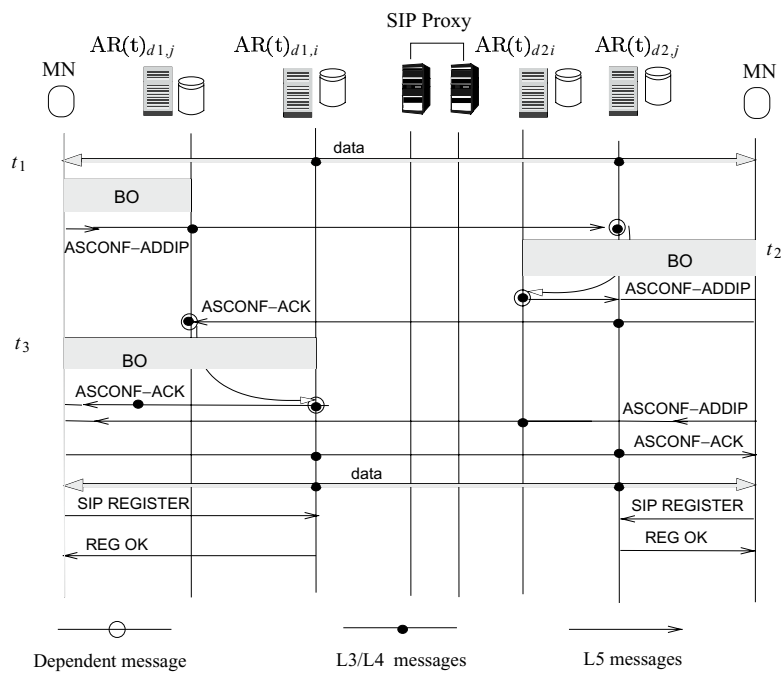 SIP Proxy
AR(t)d1,j
AR(t)d1,i
AR(t)d2i
AR(t)d2,j
MN
MN
t1
data
BO
ASCONF–ADDIP
t2
BO
ASCONF–ADDIP
ASCONF–ACK
t3
BO
ASCONF–ACK
ASCONF–ADDIP
ASCONF–ACK
data
SIP REGISTER
SIP REGISTER
REG OK
REG OK
Dependent message
L3/L4 messages
L5 messages